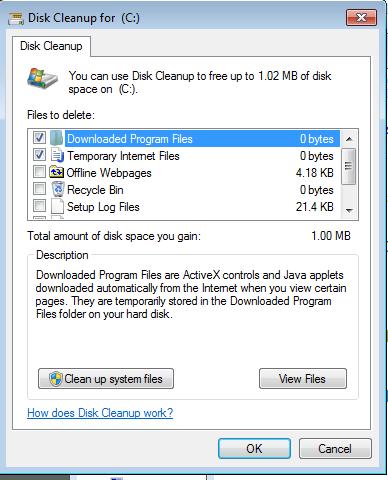 Disk Cleanup for (C:)
Disk Cleanup
You can use Disk Cleanup to free up to 1.02 MB of disk
space on (C:).
Files to delete:
Downloaded Program Files 0 bytes
Temporary Internet Files 0 bytes
Offline Webpages 4.18 KB
Recycle Bin 0 bytes
Setup Log Files 21.4 KB
Total amount of disk space you gain: 1.00 MB
Description
Downloaded Program Files are ActiveX controls and Java applets
downloaded automatically from the Internet when you view certain
pages. They are temporarily stored in the Downloaded Program
Files folder on your hard disk.
Clean up system files View Files
How does Disk Cleanup work?
OK Cancel